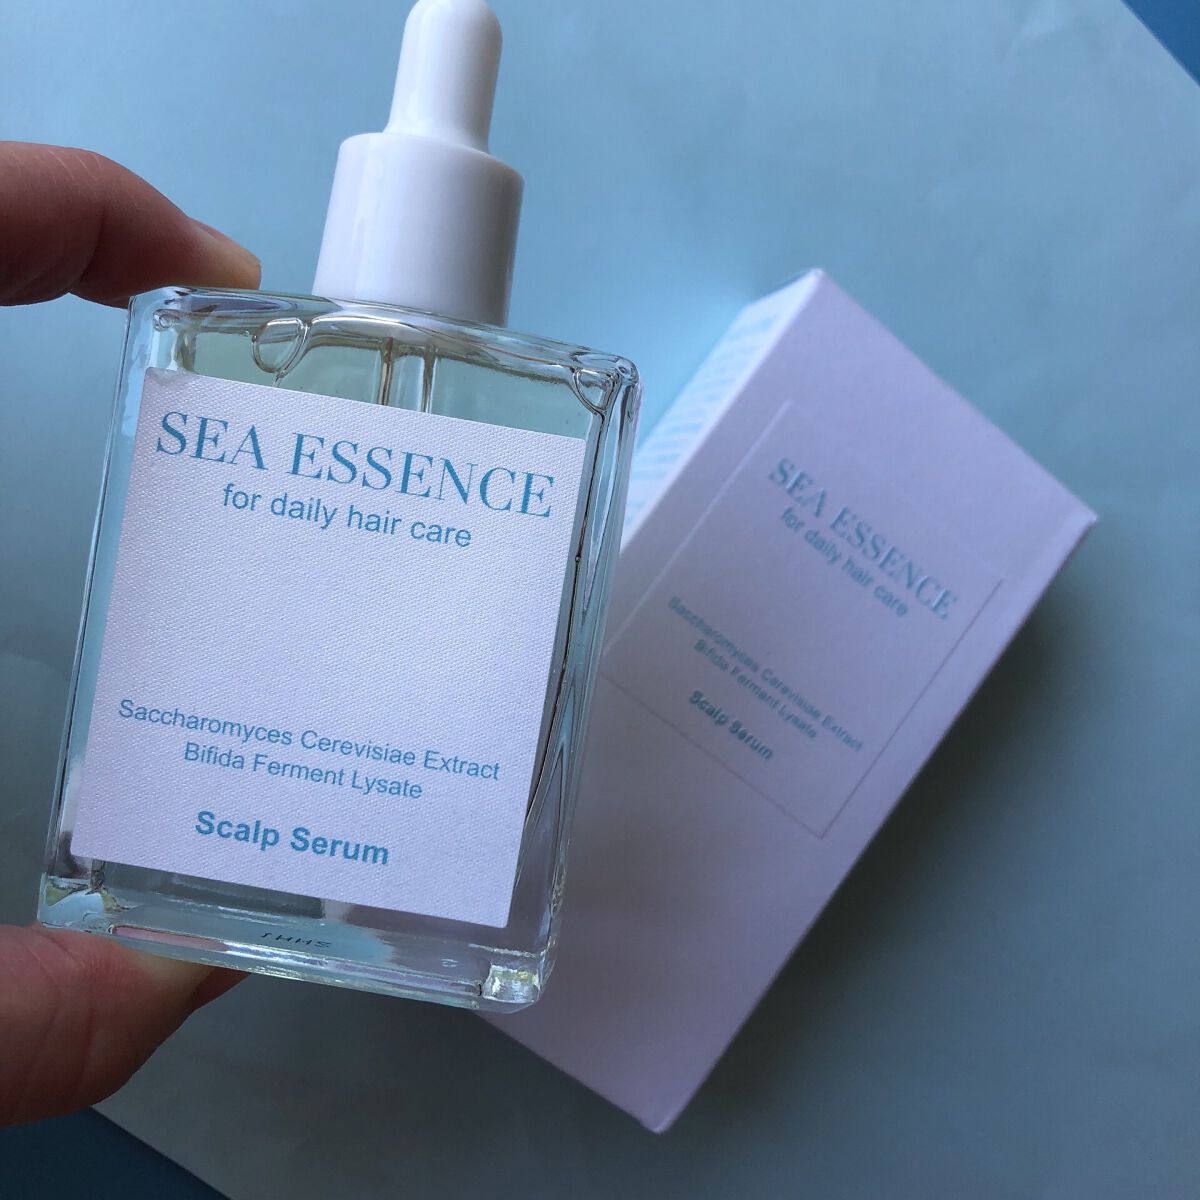 SEA ESSENCE
for daily hair care
Saccharomyces Cerevisiae Extract
Bifida Ferment Lysate
Scalp Serum
SEA ESSENCE
for daily hair care
Saccharomyces Cerevisiae Extract
Bifida Ferment Lysate
Scalp Serum